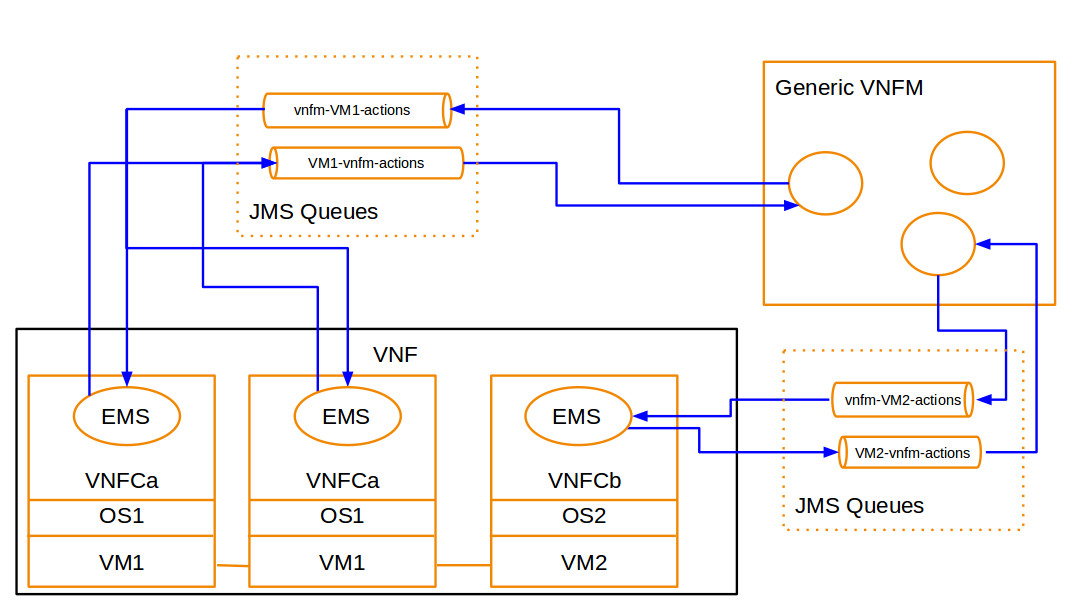 Generic VNFM
vnfm-VM1-actions
VM1-vnfm-actions
JMS Queues
VNF
EMS
EMS
EMS
vnfm-VM2-actions
VM2-vnfm-actions
JMS Queues
VNFCa
VNFCa
VNFCb
OS1
OS1
OS2
VM1
VM1
VM2